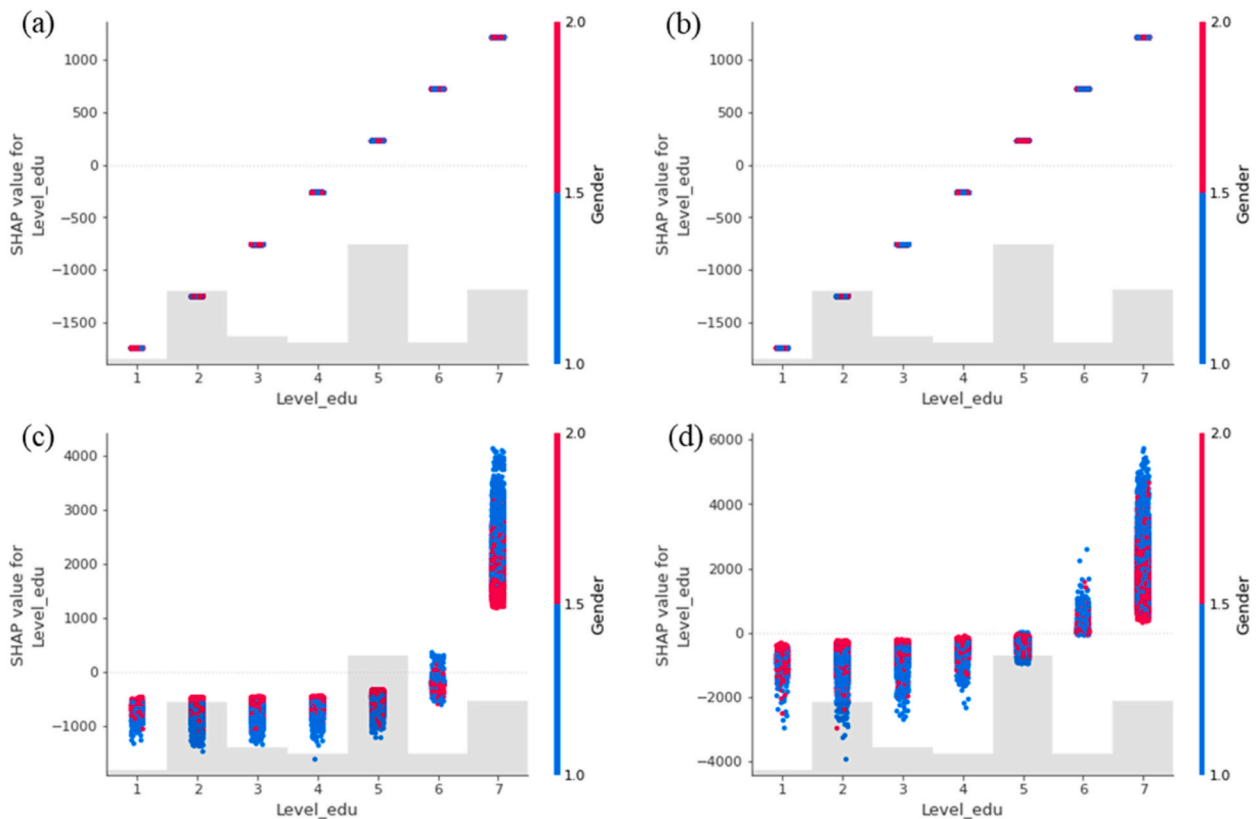 (a)
SHAP value for
Level_edu
1000
500
0
−500
−1000
−1500
1 2 3 4 5 6 7
Level_edu
2.0
1.5
1.0
Gender
(b)
SHAP value for
Level_edu
1000
500
0
−500
−1000
−1500
1 2 3 4 5 6 7
Level_edu
2.0
1.5
1.0
Gender
(c)
SHAP value for
Level_edu
4000
3000
2000
1000
0
−1000
1 2 3 4 5 6 7
Level_edu
2.0
1.5
1.0
Gender
(d)
SHAP value for
Level_edu
6000
4000
2000
0
−2000
−4000
1 2 3 4 5 6 7
Level_edu
2.0
1.5
1.0
Gender